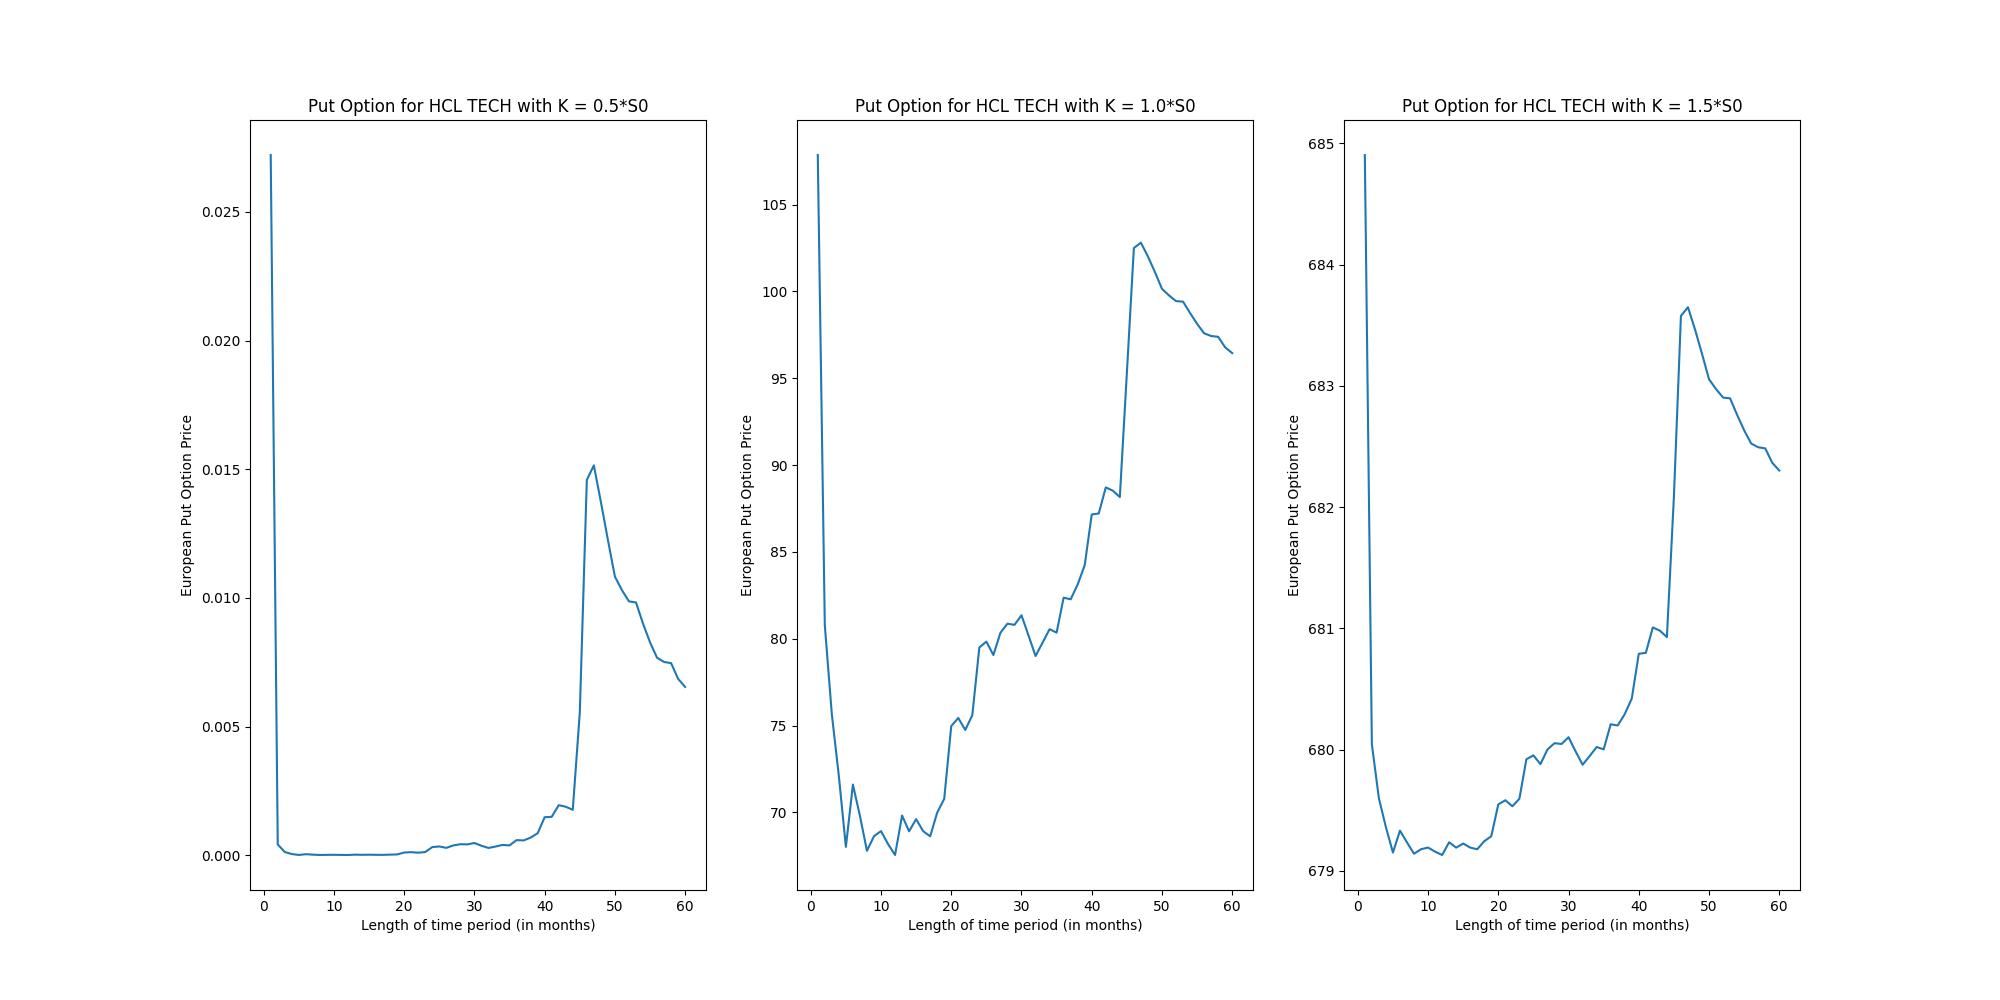 Put Option for HCL TECH with K = 0.5*S0
European Put Option Price
0.025
0.020
0.015
0.010
0.005
0.000
0 10 20 30 40 50 60
Length of time period (in months)
Put Option for HCL TECH with K = 1.0*S0
European Put Option Price
105
100
95
90
85
80
75
70
0 10 20 30 40 50 60
Length of time period (in months)
Put Option for HCL TECH with K = 1.5*S0
European Put Option Price
685
684
683
682
681
680
679
0 10 20 30 40 50 60
Length of time period (in months)